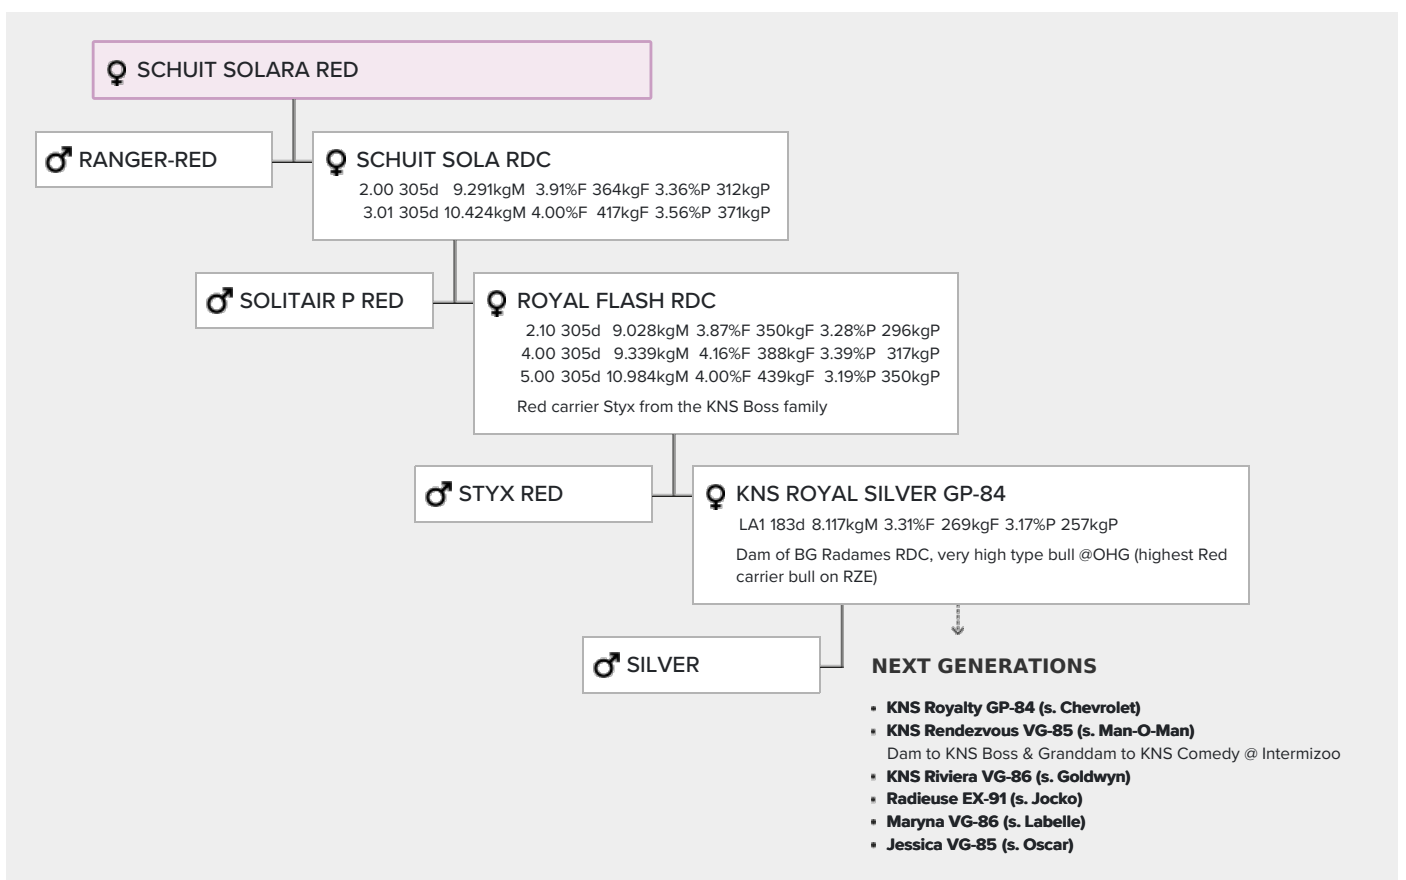 SCHUIT SOLARA RED
RANGER-RED
SCHUIT SOLA RDC
2.00 305d 9.291kgM 3.91%F 364kgF 3.36%P 312kgP
3.01 305d 10.424kgM 4.00%F 417kgF 3.56%P 371kgP
SOLITAIR P RED
ROYAL FLASH RDC
2.10 305d 9.028kgM 3.87%F 350kgF 3.28%P 296kgP
4.00 305d 9.339kgM 4.16%F 388kgF 3.39%P 317kgP
5.00 305d 10.984kgM 4.00%F 439kgF 3.19%P 350kgP
Red carrier Styx from the KNS Boss family
STYX RED
KNS ROYAL SILVER GP-84
LA1 183d 8.117kgM 3.31%F 269kgF 3.17%P 257kgP
Dam of BG Radames RDC, very high type bull @OHG (highest Red
carrier bull on RZE)
SILVER
NEXT GENERATIONS
KNS Royalty GP-84 (s. Chevrolet)
KNS Rendezvous VG-85 (s. Man-O-Man)
Dam to KNS Boss & Granddam to KNS Comedy @ Intermizoo
KNS Riviera VG-86 (s. Goldwyn)
Radieuse EX-91 (s. Jocko)
Maryna VG-86 (s. Labelle)
Jessica VG-85 (s. Oscar)